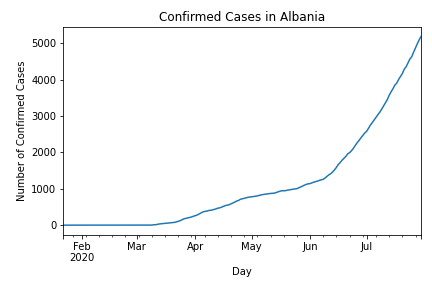 Confirmed Cases in Albania
Number of Confirmed Cases
5000
4000
3000
2000
1000
0
Feb
2020
Mar
Apr
May
Jun
Jul
Day